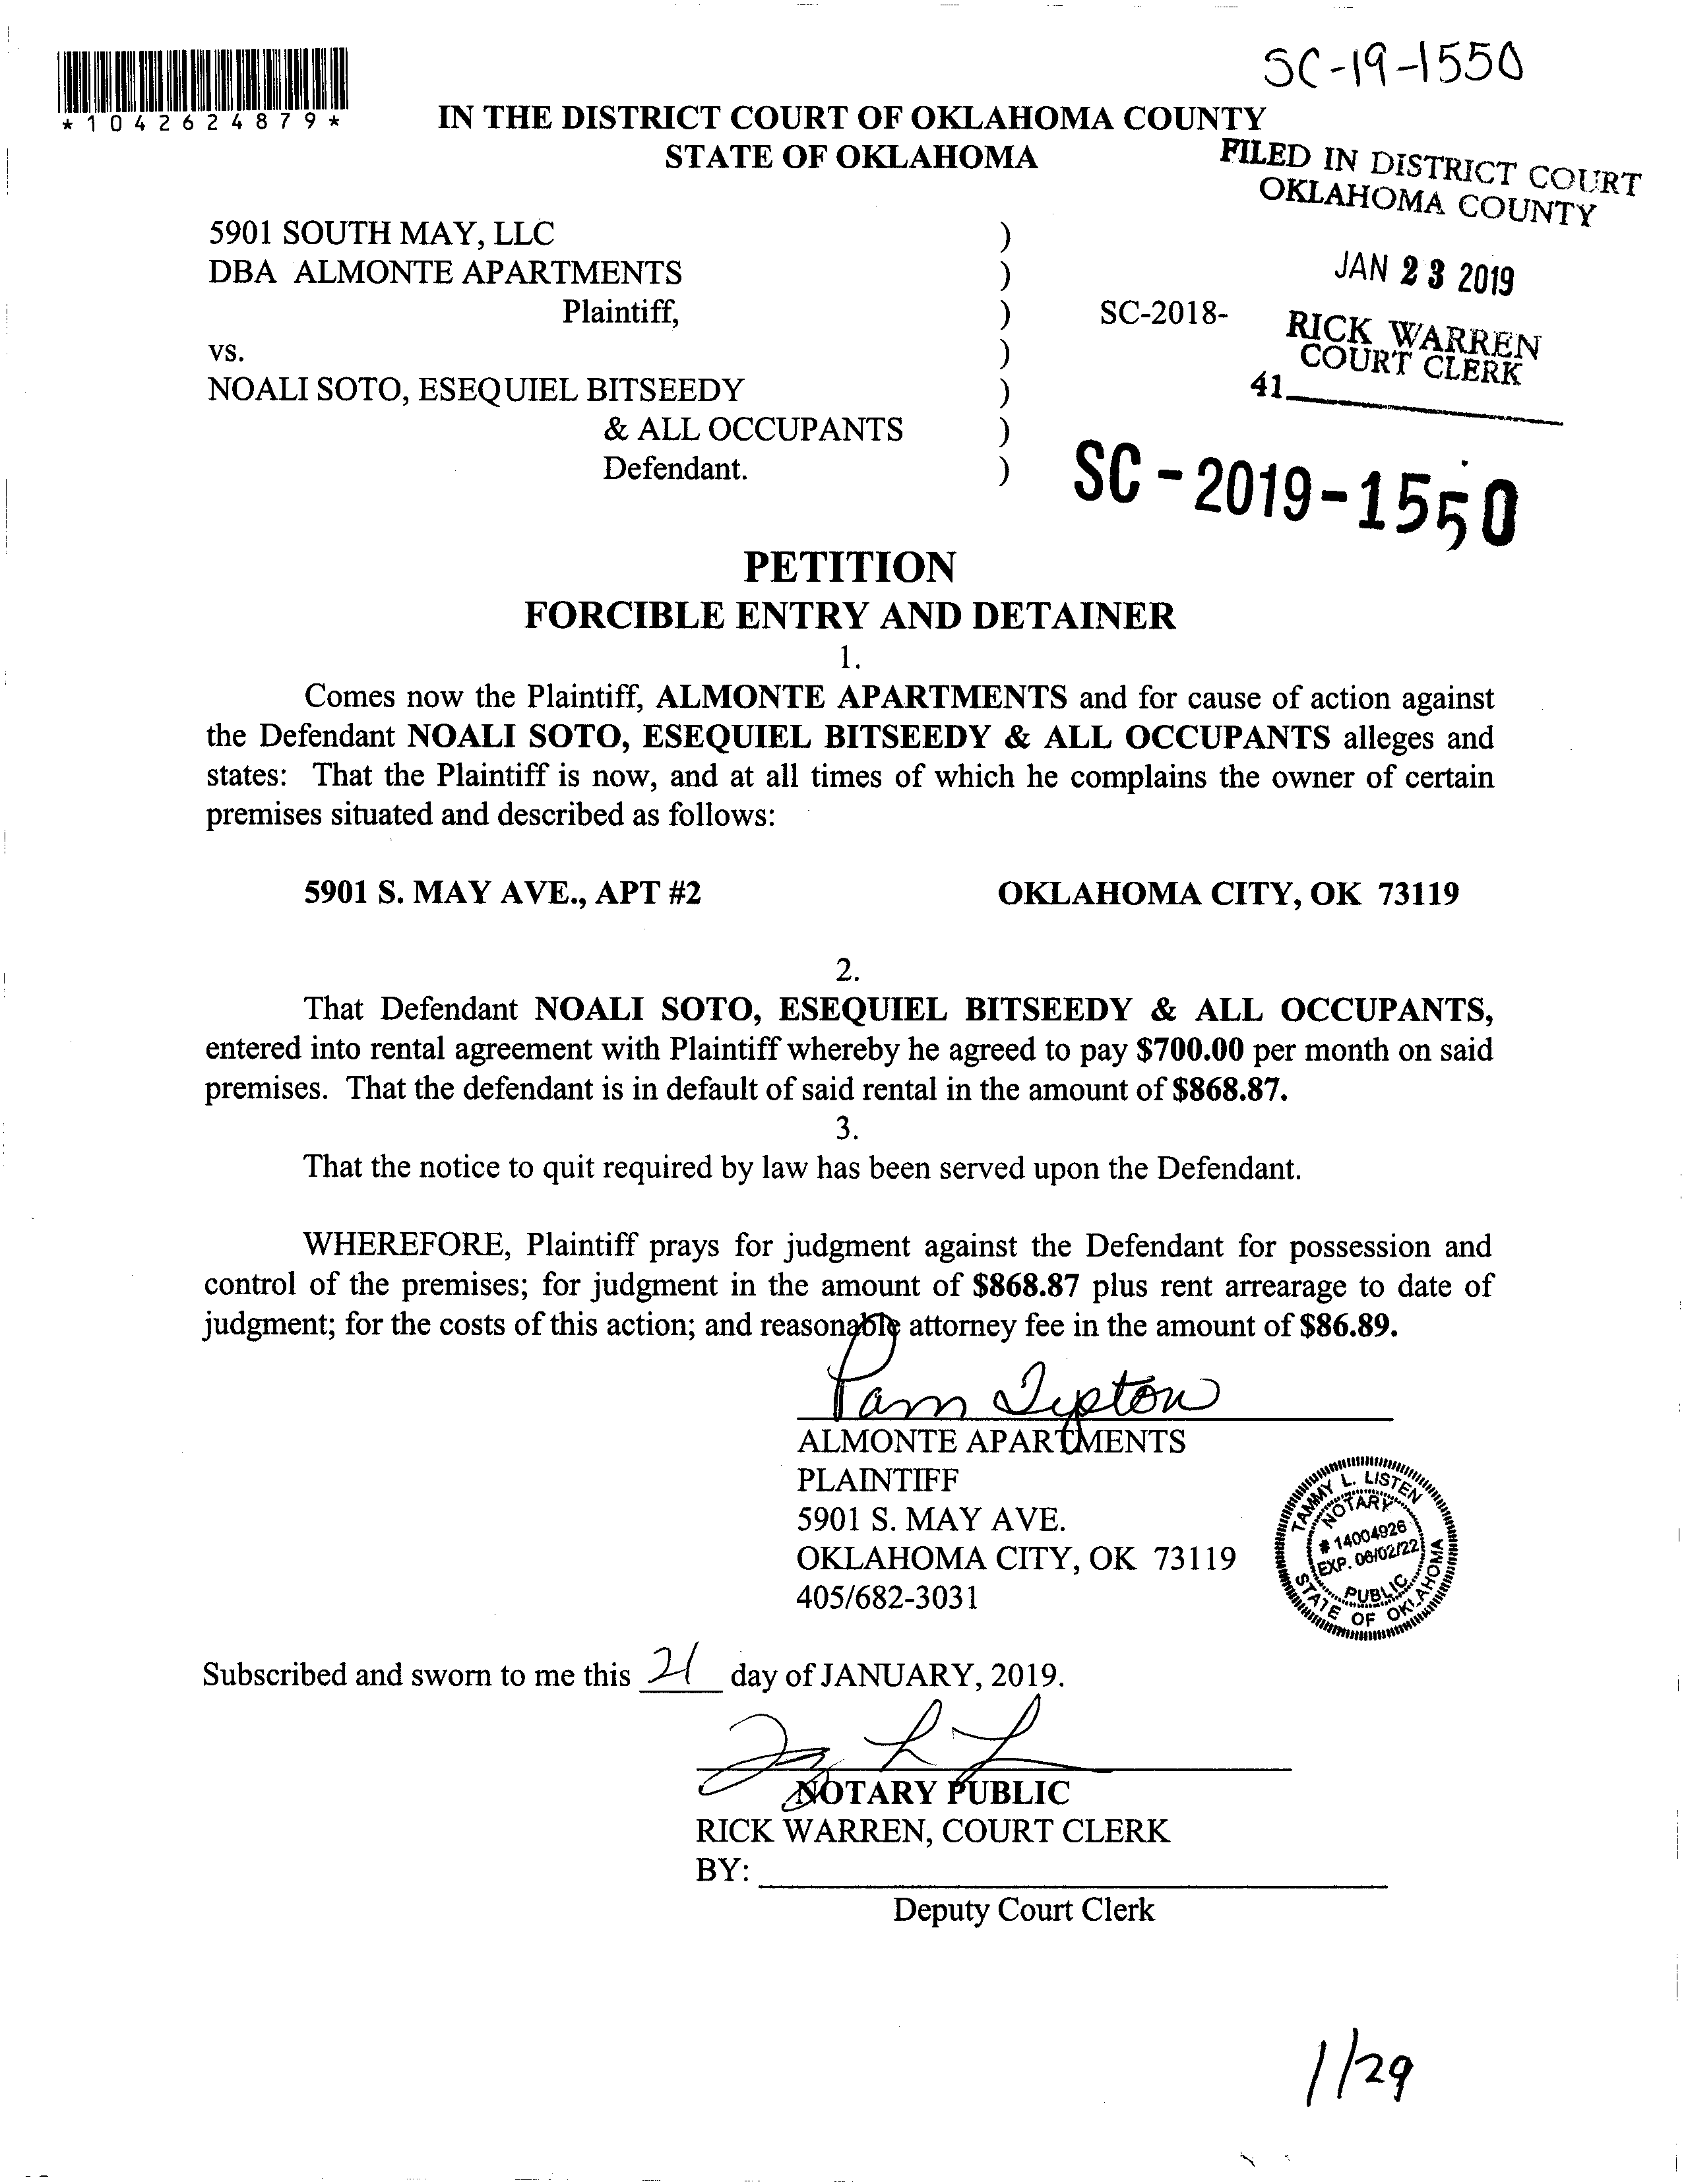 SC-19-1550
*1042624879*
IN THE DISTRICT COURT OF OKLAHOMA COUNTY
STATE OF OKLAHOMA
FILED IN DISTRICT COURT
OKLAHOMA COUNTY
JAN 23 2019
RICK WARREN
COURT CLERK
41
5901 SOUTH MAY, LLC )
DBA ALMONTE APARTMENTS )
Plaintiff, ) SC-2018-
vs. )
NOALI SOTO, ESEQUIEL BITSEEDY )
& ALL OCCUPANTS )
Defendant. )
SC-2019-1550
PETITION
FORCIBLE ENTRY AND DETAINER
1.
Comes now the Plaintiff, ALMONTE APARTMENTS and for cause of action against
the Defendant NOALI SOTO, ESEQUIEL BITSEEDY & ALL OCCUPANTS alleges and
states: That the Plaintiff is now, and at all times of which he complains the owner of certain
premises situated and described as follows:
5901 S. MAY AVE., APT #2 OKLAHOMA CITY, OK 73119
2.
That Defendant NOALI SOTO, ESEQUIEL BITSEEDY & ALL OCCUPANTS,
entered into rental agreement with Plaintiff whereby he agreed to pay $700.00 per month on said
premises. That the defendant is in default of said rental in the amount of $868.87.
3.
That the notice to quit required by law has been served upon the Defendant.
WHEREFORE, Plaintiff prays for judgment against the Defendant for possession and
control of the premises; for judgment in the amount of $868.87 plus rent arrearage to date of
judgment; for the costs of this action; and reasonable attorney fee in the amount of $86.89.
Pam Tipton
ALMONTE APARTMENTS
PLAINTIFF
5901 S. MAY AVE.
OKLAHOMA CITY, OK 73119
405/682-3031
TAMMY L. LISTEN
NOTARY
# 14004926
EXP. 06/02/22
PUBLIC
STATE OF OKLAHOMA
Subscribed and sworn to me this 21 day of JANUARY, 2019.
NOTARY PUBLIC
RICK WARREN, COURT CLERK
BY:
Deputy Court Clerk
1/29